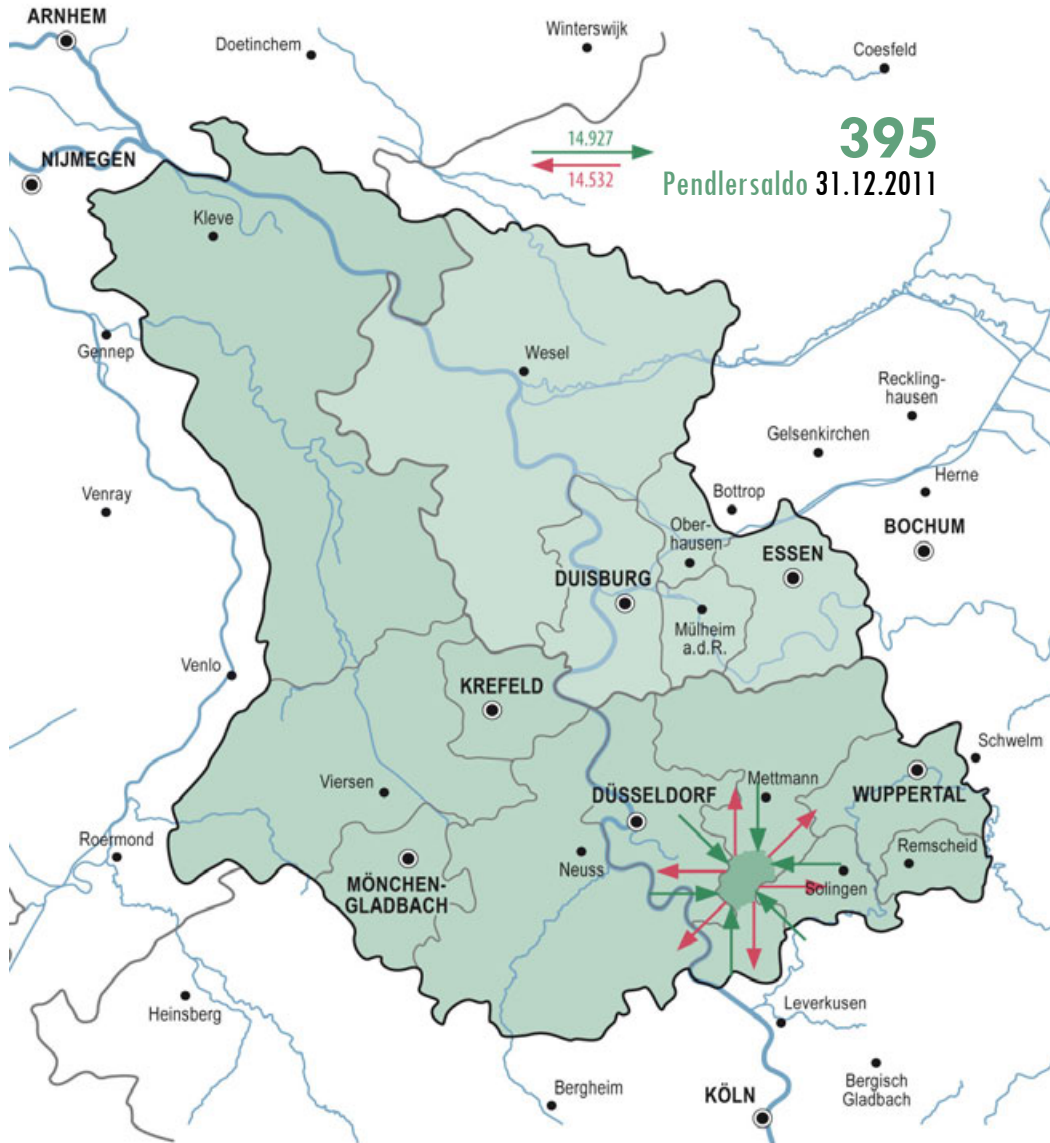 ARNHEM
Winterswijk
Doetinchem
Coesfeld
14.927
395
NIJMEGEN
14.532
Pendlersaldo 31.12.2011
Kleve
Gennep
Wesel
Reckling-
hausen
Gelsenkirchen
Herne
Venray
Bottrop
BOCHUM
Ober-
hausen
ESSEN
DUISBURG
Mülheim
a.d.R.
Venlo
KREFELD
Schwelm
Mettmann
Viersen
DÜSSELDORF
WUPPERTAL
Roermond
Remscheid
Neuss
Solingen
MÖNCHEN-
GLADBACH
Heinsberg
Leverkusen
Bergheim
KÖLN
Bergisch
Gladbach